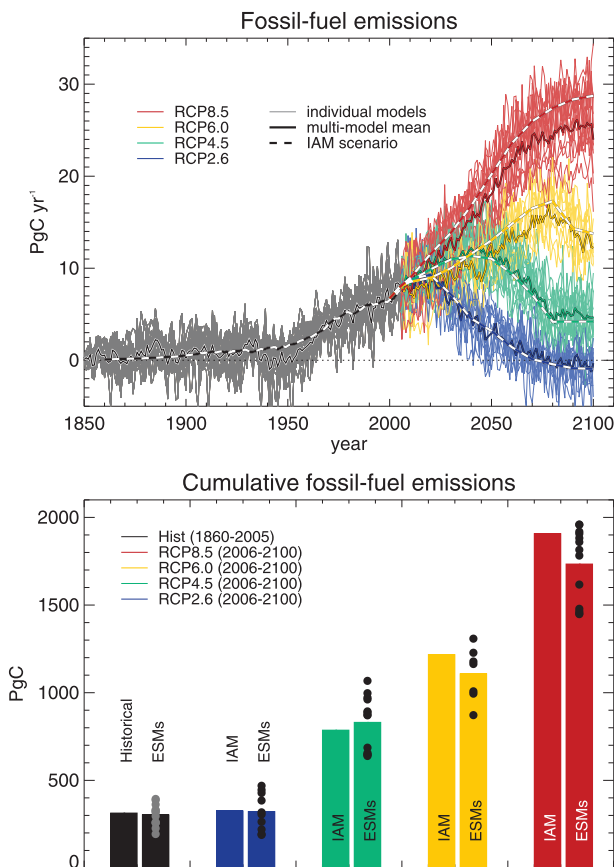 Fossil-fuel emissions
PgC yr⁻¹
30
20
10
0
RCP8.5
RCP6.0
RCP4.5
RCP2.6
individual models
multi-model mean
IAM scenario
1850 1900 1950 2000 2050 2100
year
Cumulative fossil-fuel emissions
PgC
2000
1500
1000
500
0
Hist (1860-2005)
RCP8.5 (2006-2100)
RCP6.0 (2006-2100)
RCP4.5 (2006-2100)
RCP2.6 (2006-2100)
Historical
ESMs
IAM
ESMs
IAM
ESMs
IAM
ESMs
IAM
ESMs